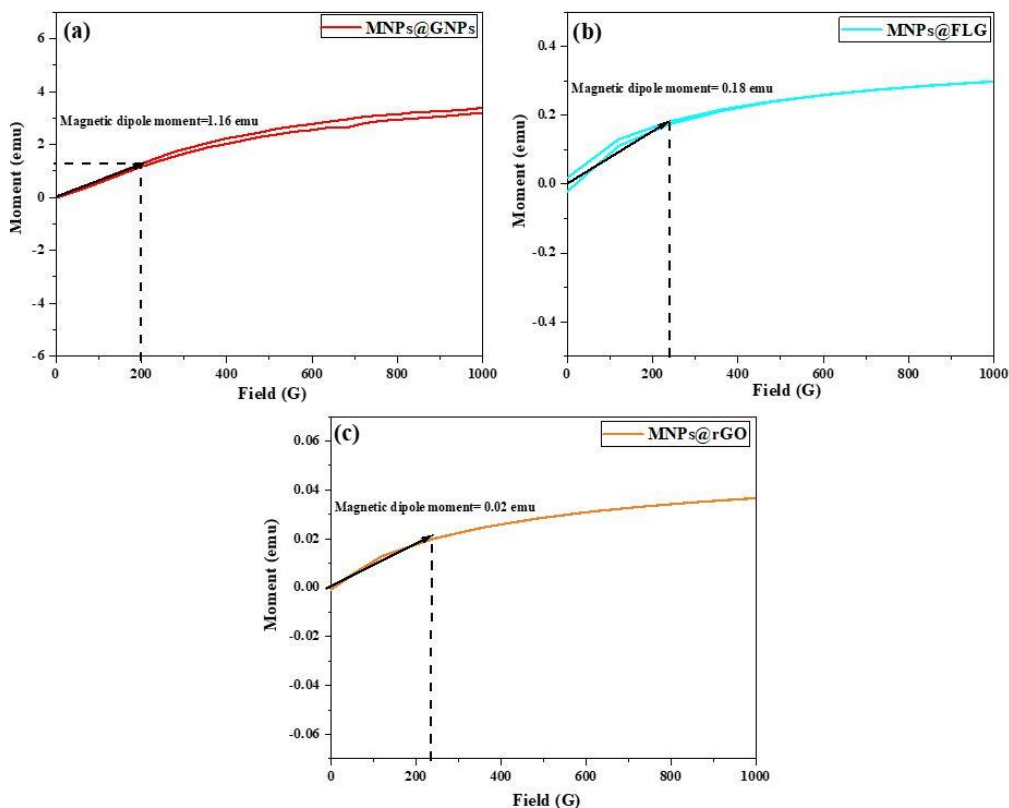 (a)
MNPs@GNPs
Magnetic dipole moment=1.16 emu
Moment (emu)
6
4
2
0
-2
-4
-6
0 200 400 600 800 1000
Field (G)
(b)
MNPs@FLG
Magnetic dipole moment= 0.18 emu
Moment (emu)
0.4
0.2
0.0
-0.2
-0.4
0 200 400 600 800 1000
Field (G)
(c)
MNPs@rGO
Magnetic dipole moment= 0.02 emu
Moment (emu)
0.06
0.04
0.02
0.00
-0.02
-0.04
-0.06
0 200 400 600 800 1000
Field (G)